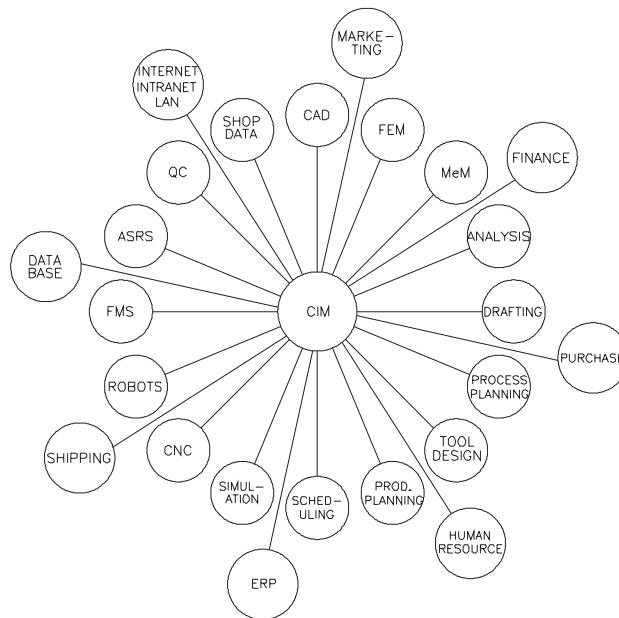 MARKE-
TING
INTERNET
INTRANET
LAN
CAD
SHOP
DATA
FEM
FINANCE
QC
MeM
ASRS
ANALYSIS
DATA
BASE
FMS
CIM
DRAFTING
PURCHASE
ROBOTS
PROCESS
PLANNING
SHIPPING
CNC
TOOL
DESIGN
SIMUL-
ATION
SCHED-
ULING
PROD.
PLANNING
HUMAN
RESOURCE
ERP